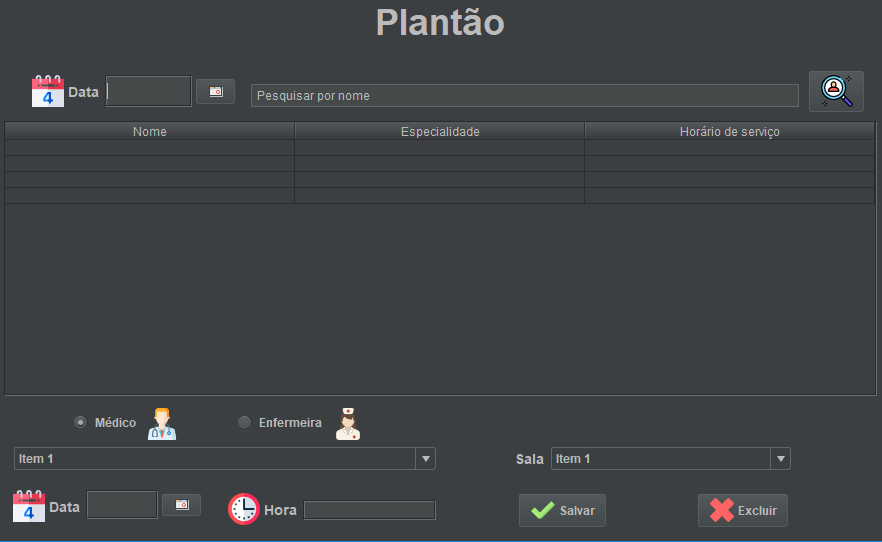 Plantão
4 Data
Pesquisar por nome
Nome Especialidade Horário de serviço
Médico Enfermeira
Item 1 Sala Item 1
4 Data Hora Salvar Excluir